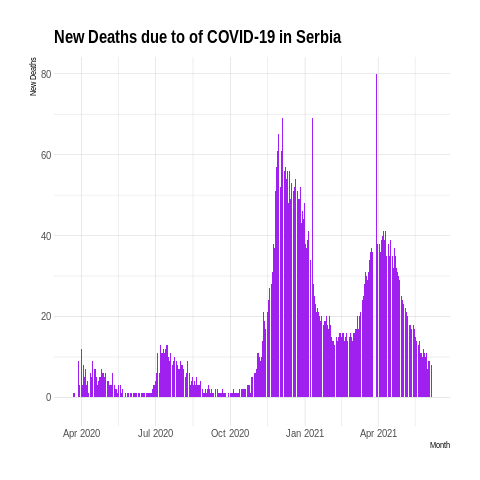 New Deaths due to of COVID-19 in Serbia
New Deaths
80
60
40
20
0
Apr 2020
Jul 2020
Oct 2020
Jan 2021
Apr 2021
Month